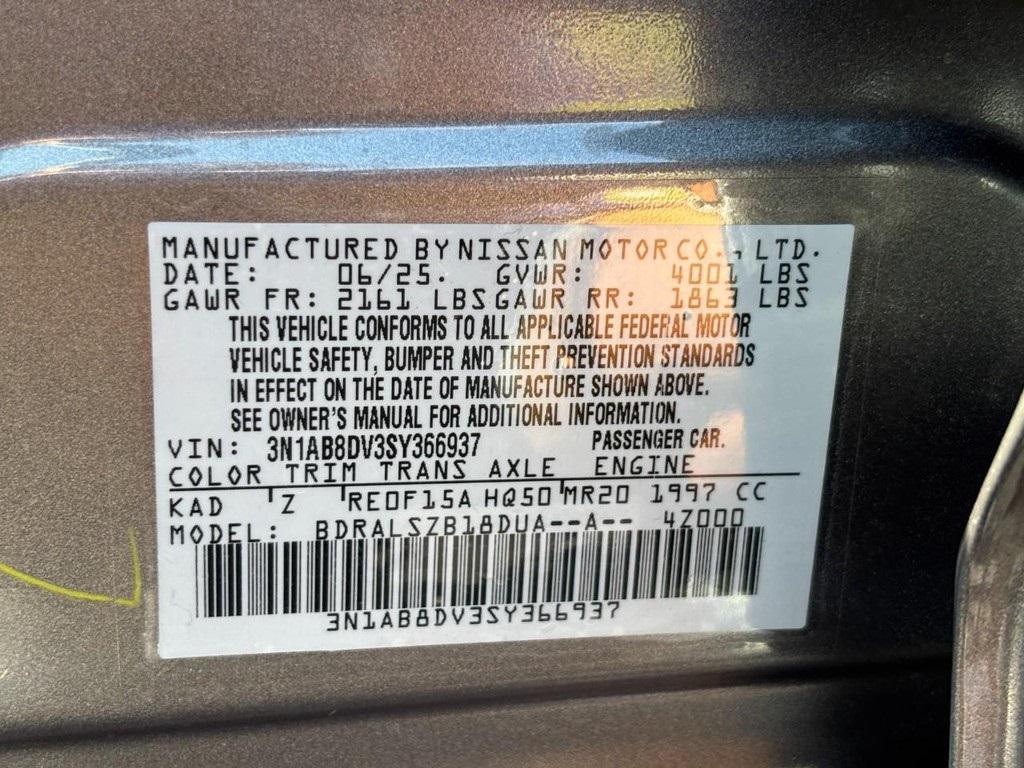 MANUFACTURED BY NISSAN MOTOR CO., LTD.
DATE: 06/25. GVWR: 4001 LBS
GAWR FR: 2161 LBS GAWR RR: 1863 LBS
THIS VEHICLE CONFORMS TO ALL APPLICABLE FEDERAL MOTOR
VEHICLE SAFETY, BUMPER AND THEFT PREVENTION STANDARDS
IN EFFECT ON THE DATE OF MANUFACTURE SHOWN ABOVE.
SEE OWNER'S MANUAL FOR ADDITIONAL INFORMATION.
VIN: 3N1AB8DV3SY366937 PASSENGER CAR.
COLOR TRIM TRANS AXLE ENGINE
KAD Z RE0F15A HQ50 MR20 1997 CC
MODEL: BDRALSZB18DUA--A-- 4Z000
3N1AB8DV3SY366937